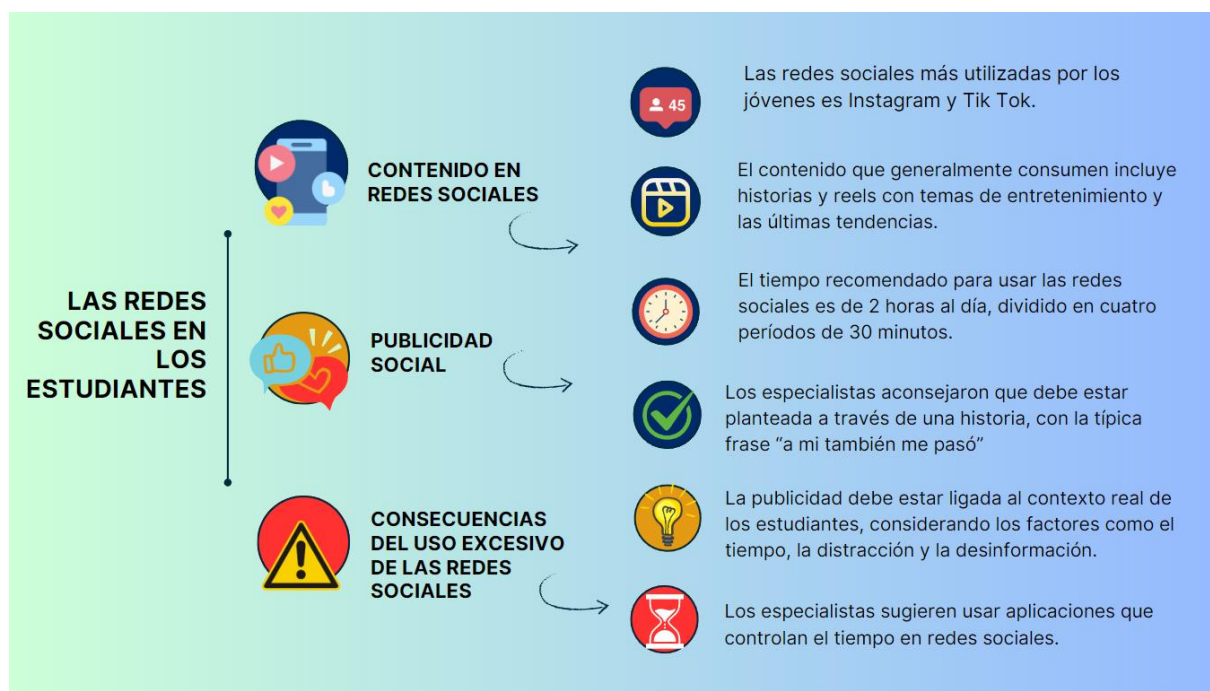 LAS REDES
SOCIALES EN
LOS
ESTUDIANTES
CONTENIDO EN
REDES SOCIALES
45
Las redes sociales más utilizadas por los
jóvenes es Instagram y Tik Tok.
El contenido que generalmente consumen incluye
historias y reels con temas de entretenimiento y
las últimas tendencias.
PUBLICIDAD
SOCIAL
El tiempo recomendado para usar las redes
sociales es de 2 horas al día, dividido en cuatro
períodos de 30 minutos.
Los especialistas aconsejaron que debe estar
planteada a través de una historia, con la típica
frase “a mi también me pasó”
CONSECUENCIAS
DEL USO EXCESIVO
DE LAS REDES
SOCIALES
La publicidad debe estar ligada al contexto real de
los estudiantes, considerando los factores como el
tiempo, la distracción y la desinformación.
Los especialistas sugieren usar aplicaciones que
controlan el tiempo en redes sociales.